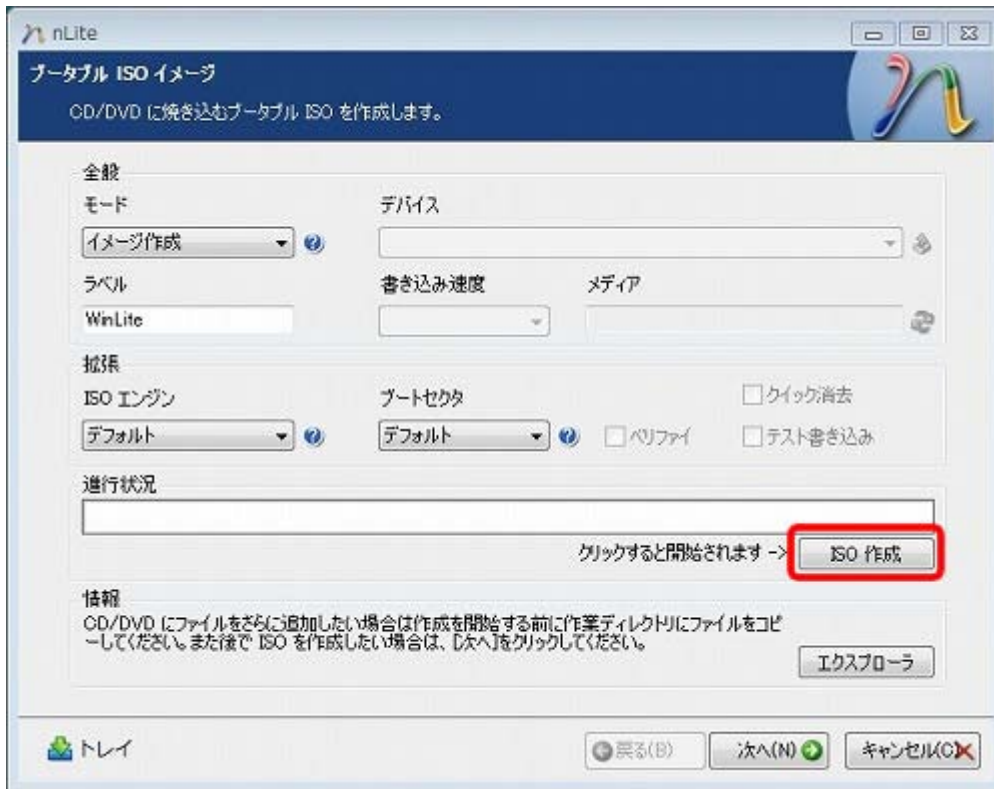 nLite
ブータブル ISO イメージ
CD/DVD に焼き込むブータブル ISO を作成します。
全般
モード
デバイス
イメージ作成
ラベル
書き込み速度
メディア
WinLite
拡張
ISO エンジン
ブートセクタ
クイック消去
デフォルト
デフォルト
ベリファイ
テスト書き込み
進行状況
クリックすると開始されます ->
ISO 作成
情報
CD/DVD にファイルをさらに追加したい場合は作成を開始する前に作業ディレクトリにファイルをコピ
ーしてください。また後で ISO を作成したい場合は、[次へ]をクリックしてください。
エクスプローラ
トレイ
戻る(B)
次へ(N)
キャンセル(C)